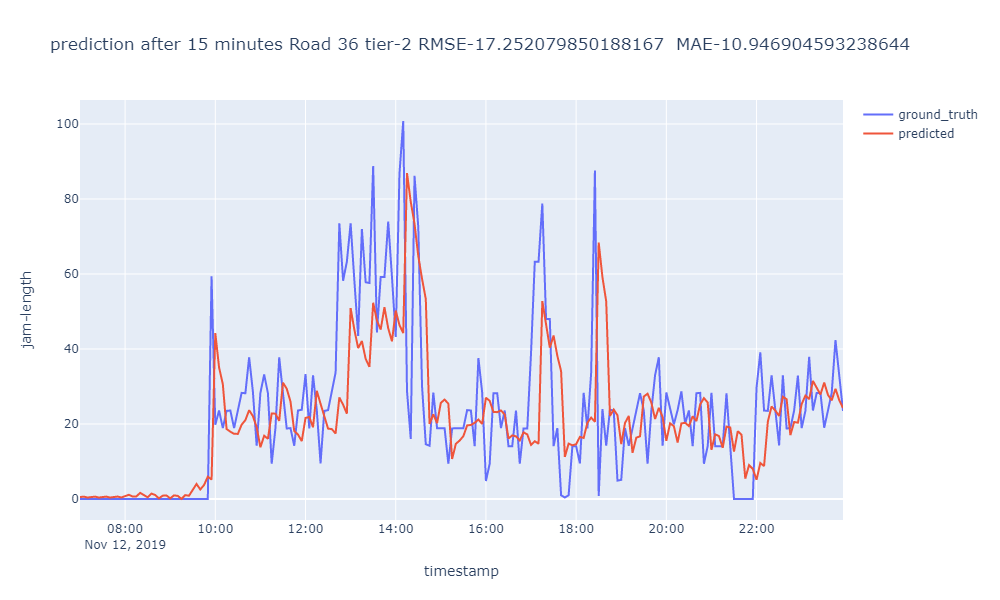 prediction after 15 minutes Road 36 tier-2 RMSE-17.252079850188167  MAE-10.946904593238644
ground_truth
predicted
100
80
60
40
20
0
jam-length
08:00 10:00 12:00 14:00 16:00 18:00 20:00 22:00
Nov 12, 2019
timestamp